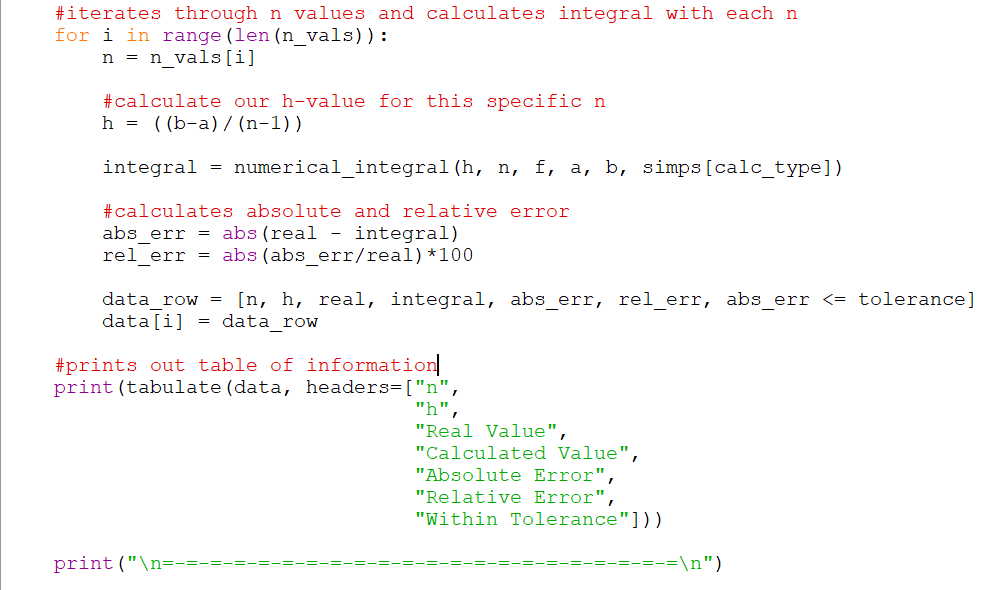 #iterates through n values and calculates integral with each n
for i in range(len(n_vals)):
n = n_vals[i]
#calculate our h-value for this specific n
h = ((b-a)/(n-1))
integral = numerical_integral(h, n, f, a, b, simps[calc_type])
#calculates absolute and relative error
abs_err = abs(real - integral)
rel_err = abs(abs_err/real)*100
data_row = [n, h, real, integral, abs_err, rel_err, abs_err <= tolerance]
data[i] = data_row
#prints out table of information
print(tabulate(data, headers=["n",
"h",
"Real Value",
"Calculated Value",
"Absolute Error",
"Relative Error",
"Within Tolerance"]))
print("\n=-=-=-=-=-=-=-=-=-=-=-=-=-=-=-=-=-=-=-=-=-=\n")